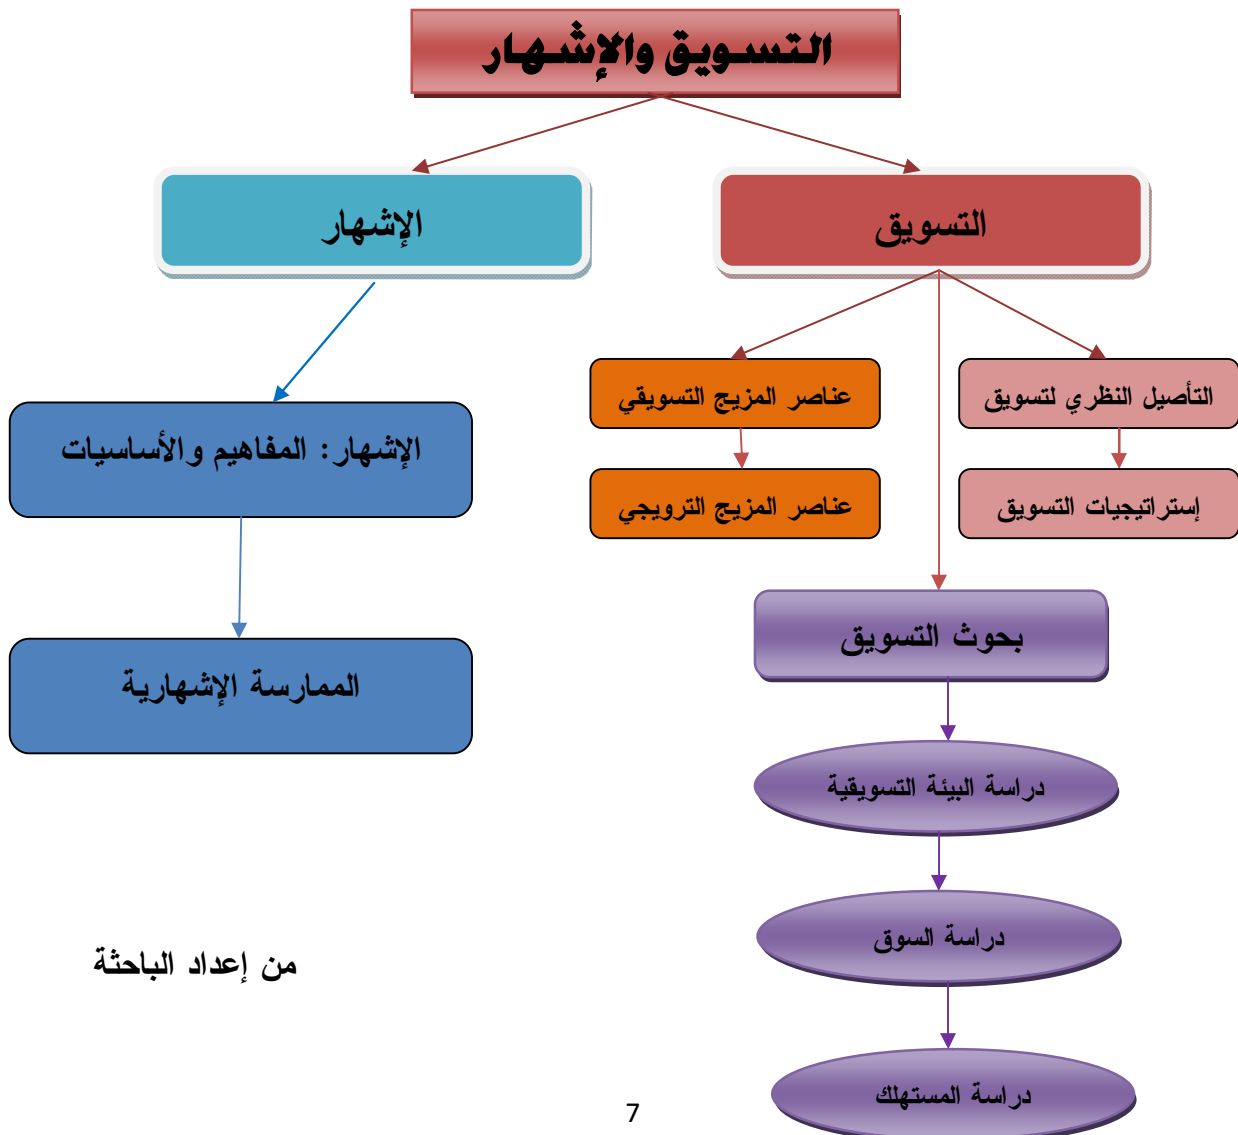 التسويق والإشهار
التسويق
الإشهار
التأصيل النظري لتسويق
عناصر المزيج التسويقي
الإشهار: المفاهيم والأساسيات
إستراتيجيات التسويق
عناصر المزيج الترويجي
بحوث التسويق
الممارسة الإشهارية
دراسة البيئة التسويقية
دراسة السوق
من إعداد الباحثة
دراسة المستهلك
7